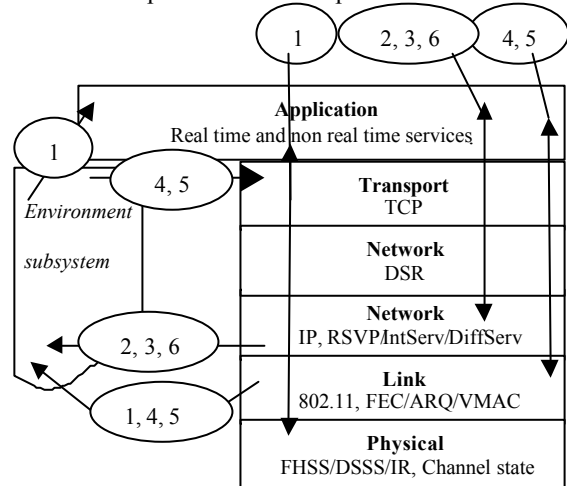 1
2, 3, 6
4, 5
Application
Real time and non real time services
1
4, 5
Environment
subsystem
Transport
TCP
Network
DSR
Network
IP, RSVP/IntServ/DiffServ
2, 3, 6
Link
802.11, FEC/ARQ/VMAC
1, 4, 5
Physical
FHSS/DSSS/IR, Channel state